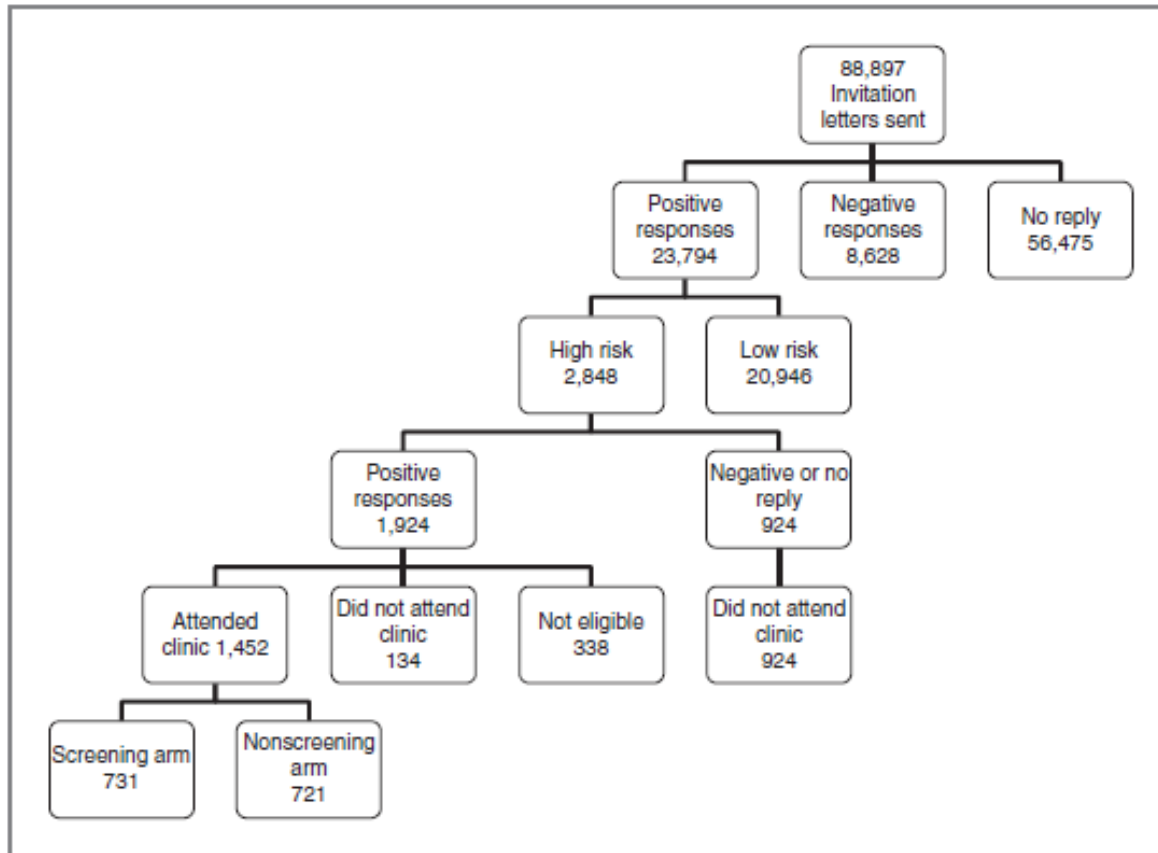 88,897
Invitation
letters sent
Positive
responses
23,794
Negative
responses
8,628
No reply
56,475
High risk
2,848
Low risk
20,946
Positive
responses
1,924
Negative or no
reply
924
Attended
clinic 1,452
Did not attend
clinic
134
Not eligible
338
Did not attend
clinic
924
Screening arm
731
Nonscreening
arm
721